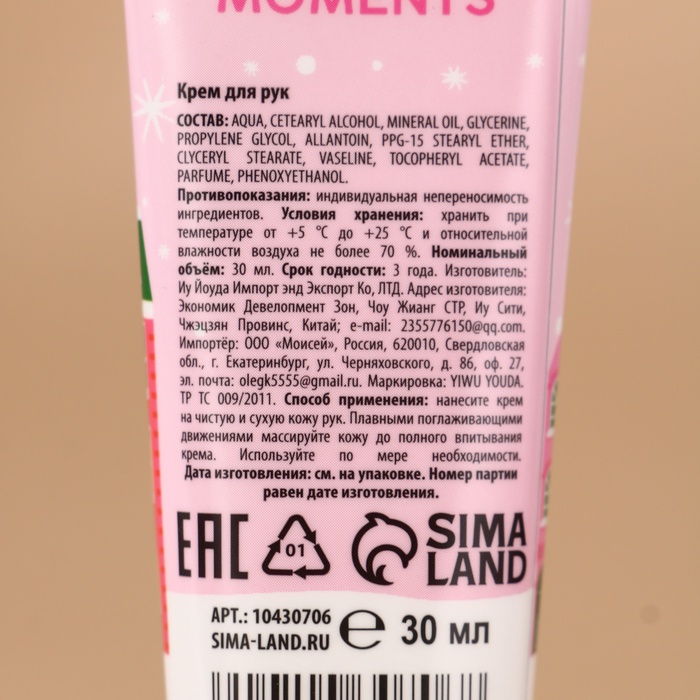 MOMENTS
Крем для рук
СОСТАВ: AQUA, CETEARYL ALCOHOL, MINERAL OIL, GLYCERINE,
PROPYLENE GLYCOL, ALLANTOIN, PPG-15 STEARYL ETHER,
GLYCERYL STEARATE, VASELINE, TOCOPHERYL ACETATE,
PARFUME, PHENOXYETHANOL.
Противопоказания: индивидуальная непереносимость
ингредиентов. Условия хранения: хранить при
температуре от +5 °C до +25 °C и относительной
влажности воздуха не более 70 %. Номинальный
объём: 30 мл. Срок годности: 3 года. Изготовитель:
Иу Йоуда Импорт энд Экспорт Ко, ЛТД. Адрес изготовителя:
Экономик Девелопмент Зон, Чоу Жианг СТР, Иу Сити,
Чжэцзян Провинс, Китай; e-mail: 2355776150@qq.com.
Импортёр: ООО «Моисей», Россия, 620010, Свердловская
обл., г. Екатеринбург, ул. Черняховского, д. 86, оф. 27,
эл. почта: olegk5555@gmail.ru. Маркировка: YIWU YOUDA.
ТР ТС 009/2011. Способ применения: нанесите крем
на чистую и сухую кожу рук. Плавными поглаживающими
движениями массируйте кожу до полного впитывания
крема. Используйте по мере необходимости.
Дата изготовления: см. на упаковке. Номер партии
равен дате изготовления.
EAC 01 SIMA
LAND
АРТ.: 10430706
SIMA-LAND.RU ℮ 30 мл